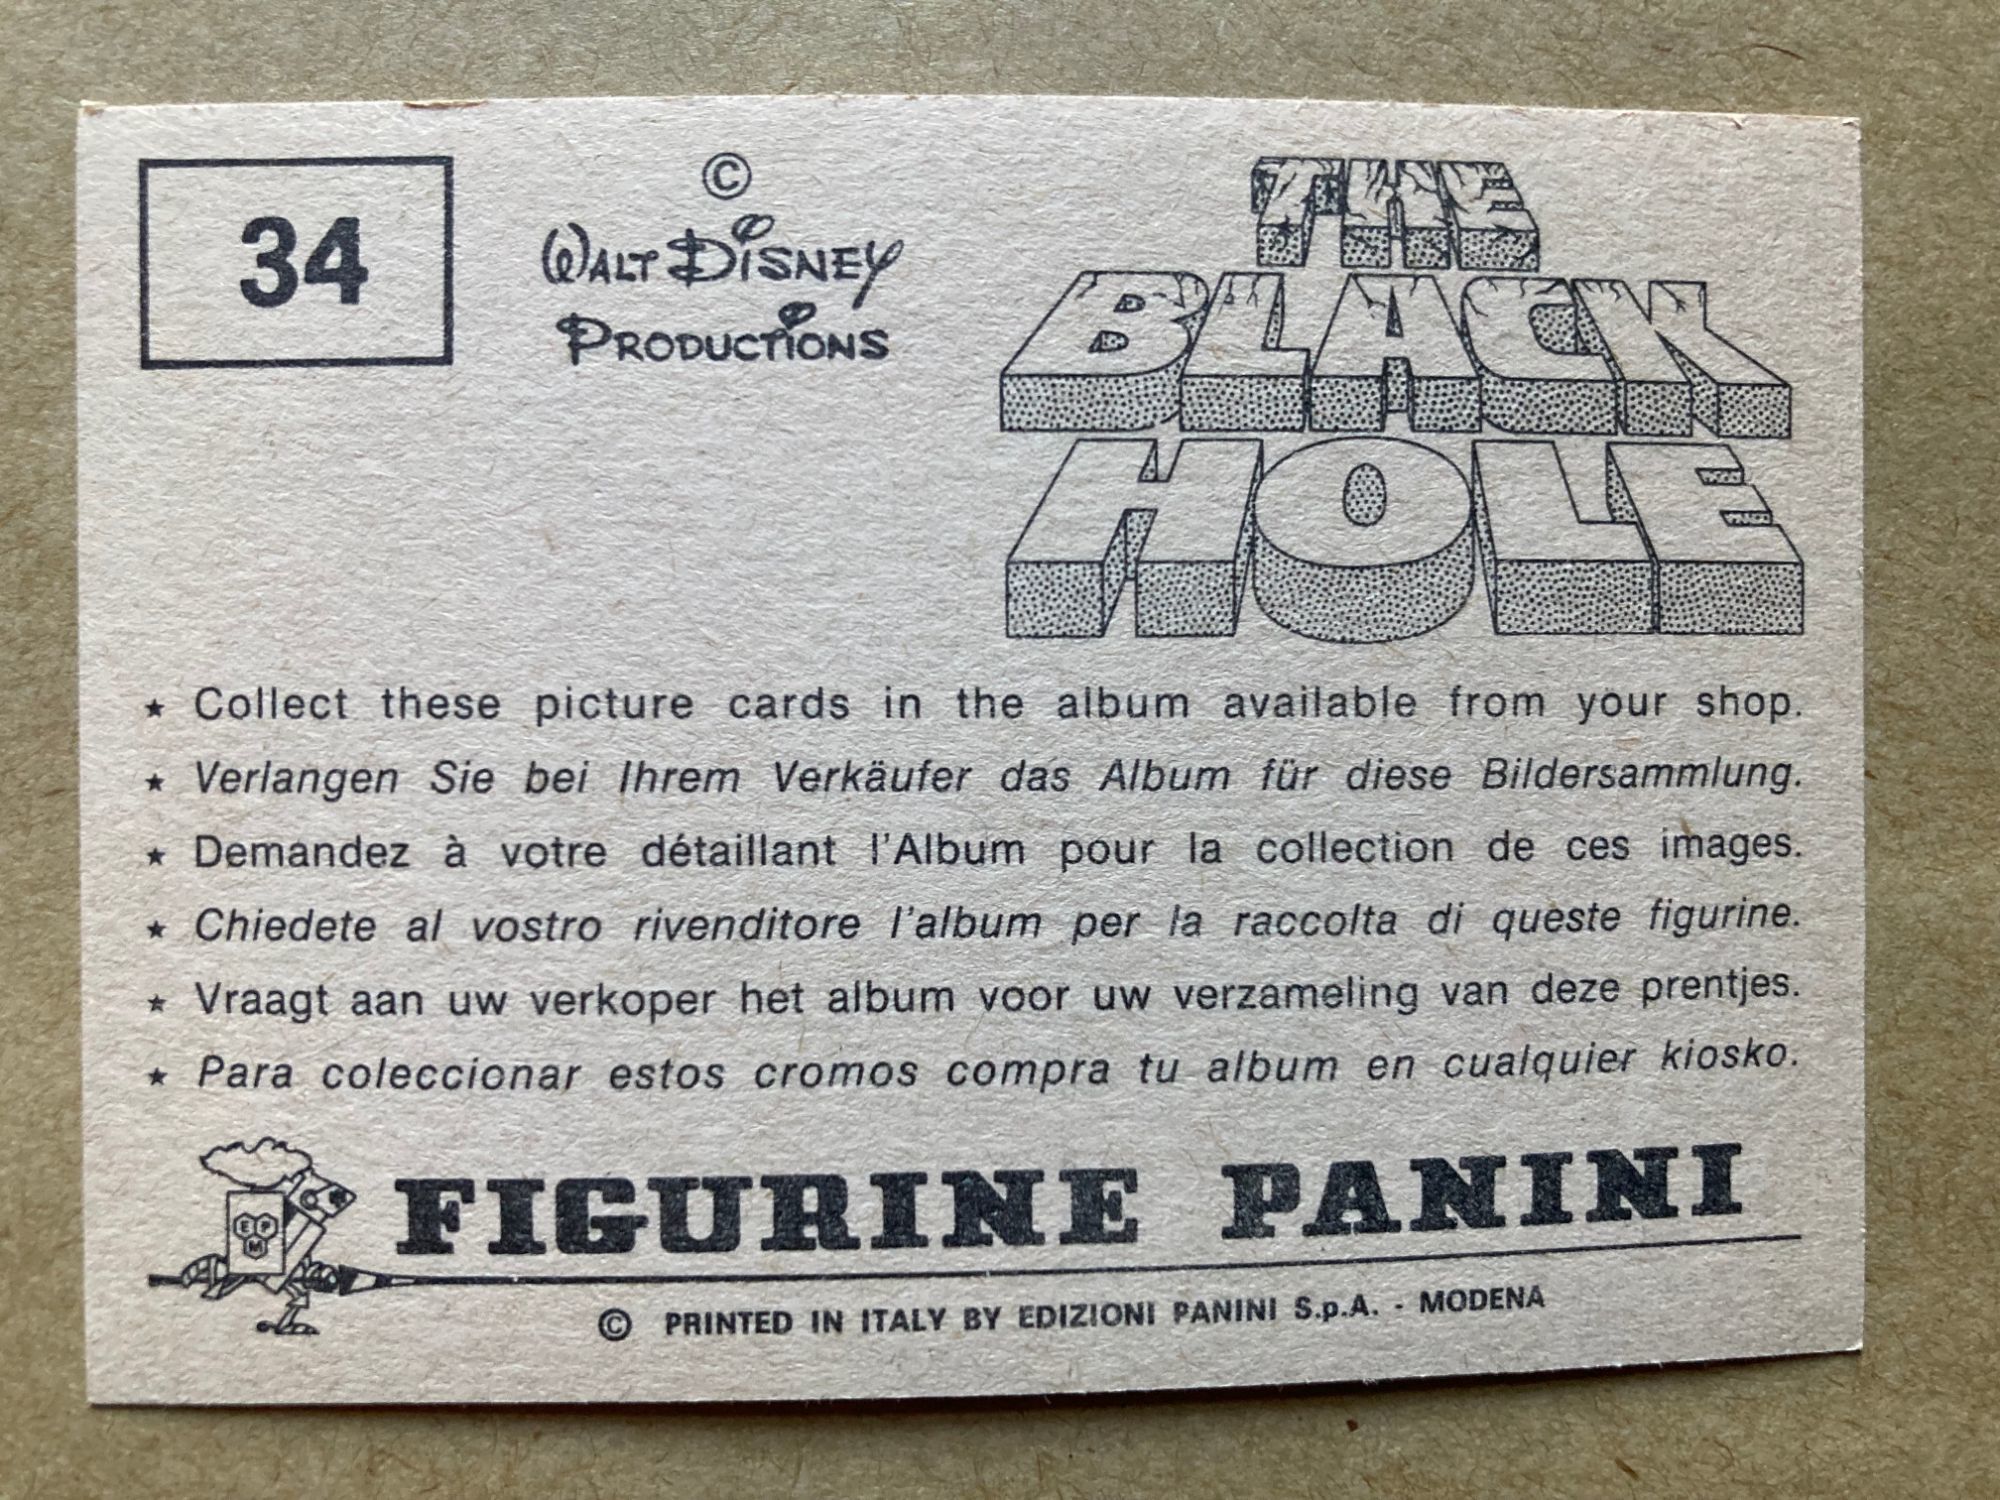 34
©
WALT DISNEY
PRODUCTIONS
THE
BLACK
HOLE
★ Collect these picture cards in the album available from your shop.
★ Verlangen Sie bei Ihrem Verkäufer das Album für diese Bildersammlung.
★ Demandez à votre détaillant l'Album pour la collection de ces images.
★ Chiedete al vostro rivenditore l'album per la raccolta di queste figurine.
★ Vraagt aan uw verkoper het album voor uw verzameling van deze prentjes.
★ Para coleccionar estos cromos compra tu album en cualquier kiosko.
E P
M
FIGURINE PANINI
© PRINTED IN ITALY BY EDIZIONI PANINI S.p.A. - MODENA